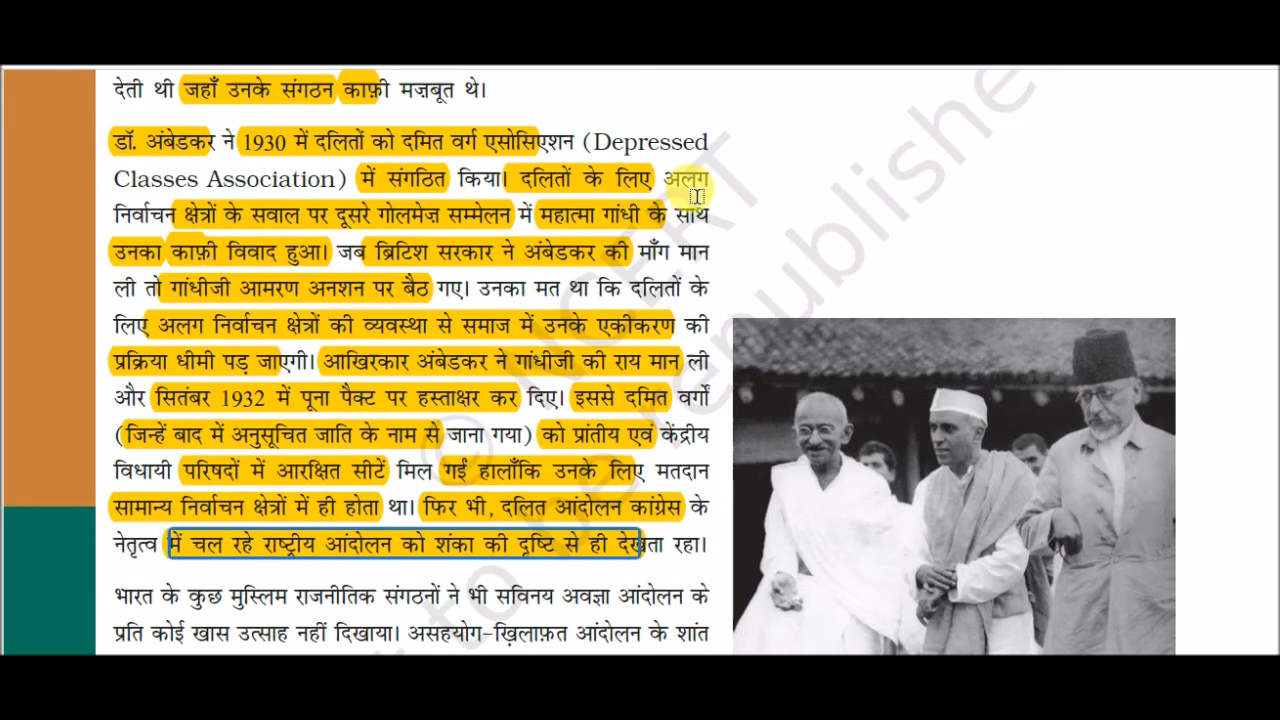 देती थी जहाँ उनके संगठन काफ़ी मज़बूत थे।
डॉ. अंबेडकर ने 1930 में दलितों को दमित वर्ग एसोसिएशन (Depressed
Classes Association) में संगठित किया। दलितों के लिए अलग
निर्वाचन क्षेत्रों के सवाल पर दूसरे गोलमेज़ सम्मेलन में महात्मा गांधी के साथ
उनका काफ़ी विवाद हुआ। जब ब्रिटिश सरकार ने अंबेडकर की माँग मान
ली तो गांधीजी आमरण अनशन पर बैठ गए। उनका मत था कि दलितों के
लिए अलग निर्वाचन क्षेत्रों की व्यवस्था से समाज में उनके एकीकरण की
प्रक्रिया धीमी पड़ जाएगी। आखिरकार अंबेडकर ने गांधीजी की राय मान ली
और सितंबर 1932 में पूना पैक्ट पर हस्ताक्षर कर दिए। इससे दमित वर्गों
(जिन्हें बाद में अनुसूचित जाति के नाम से जाना गया) को प्रांतीय एवं केंद्रीय
विधायी परिषदों में आरक्षित सीटें मिल गईं हालाँकि उनके लिए मतदान
सामान्य निर्वाचन क्षेत्रों में ही होता था। फिर भी, दलित आंदोलन कांग्रेस के
नेतृत्व में चल रहे राष्ट्रीय आंदोलन को शंका की दृष्टि से ही देखता रहा।
भारत के कुछ मुस्लिम राजनीतिक संगठनों ने भी सविनय अवज्ञा आंदोलन के
प्रति कोई खास उत्साह नहीं दिखाया। असहयोग-ख़िलाफ़त आंदोलन के शांत
© NCERT
to be republishe